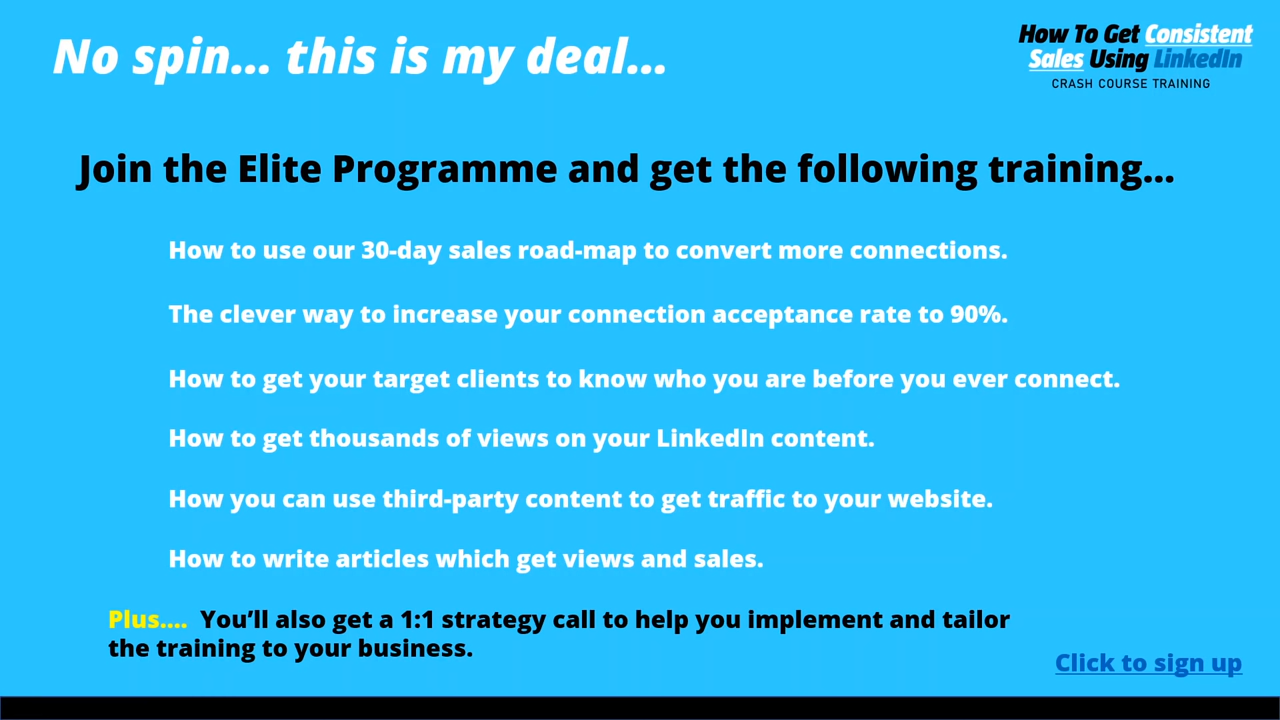 No spin... this is my deal...
How To Get Consistent
Sales Using LinkedIn
CRASH COURSE TRAINING
Join the Elite Programme and get the following training...
How to use our 30-day sales road-map to convert more connections.
The clever way to increase your connection acceptance rate to 90%.
How to get your target clients to know who you are before you ever connect.
How to get thousands of views on your LinkedIn content.
How you can use third-party content to get traffic to your website.
How to write articles which get views and sales.
Plus.... You’ll also get a 1:1 strategy call to help you implement and tailor
the training to your business.
Click to sign up